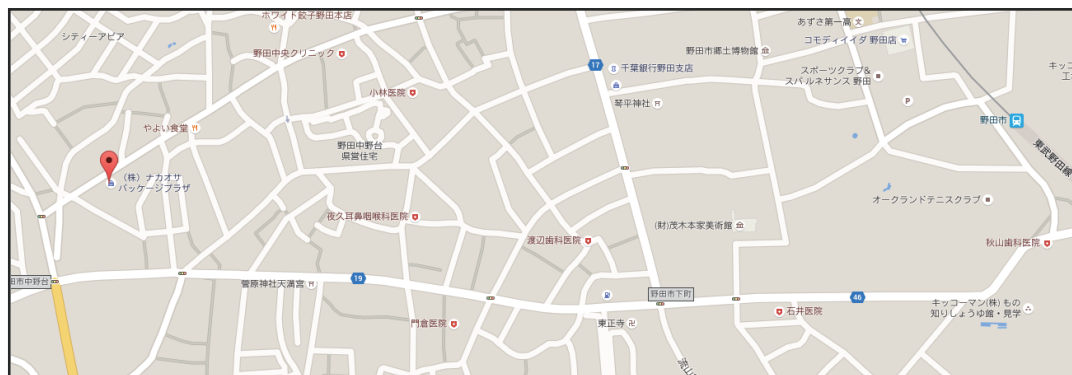 ホワイト餃子野田本店
あずさ第一高
シティーアピア
コモディイイダ 野田店
野田中央クリニック
野田市郷土博物館
17
千葉銀行野田支店
スポーツクラブ&
スパ ルネサンス 野田
キッコ
工
小林医院
琴平神社
P
やよい食堂
野田市
野田中野台
県営住宅
東武野田線
(株) ナカオサ
パッケージプラザ
オークランドテニスクラブ
夜久耳鼻咽喉科医院
(財)茂木本家美術館
渡辺歯科医院
秋山歯科医院
19
田市中野台
菅原神社天満宮
野田市下町
46
キッコーマン(株) もの
知りしょうゆ館・見学
石井医院
門倉医院
東正寺
流山